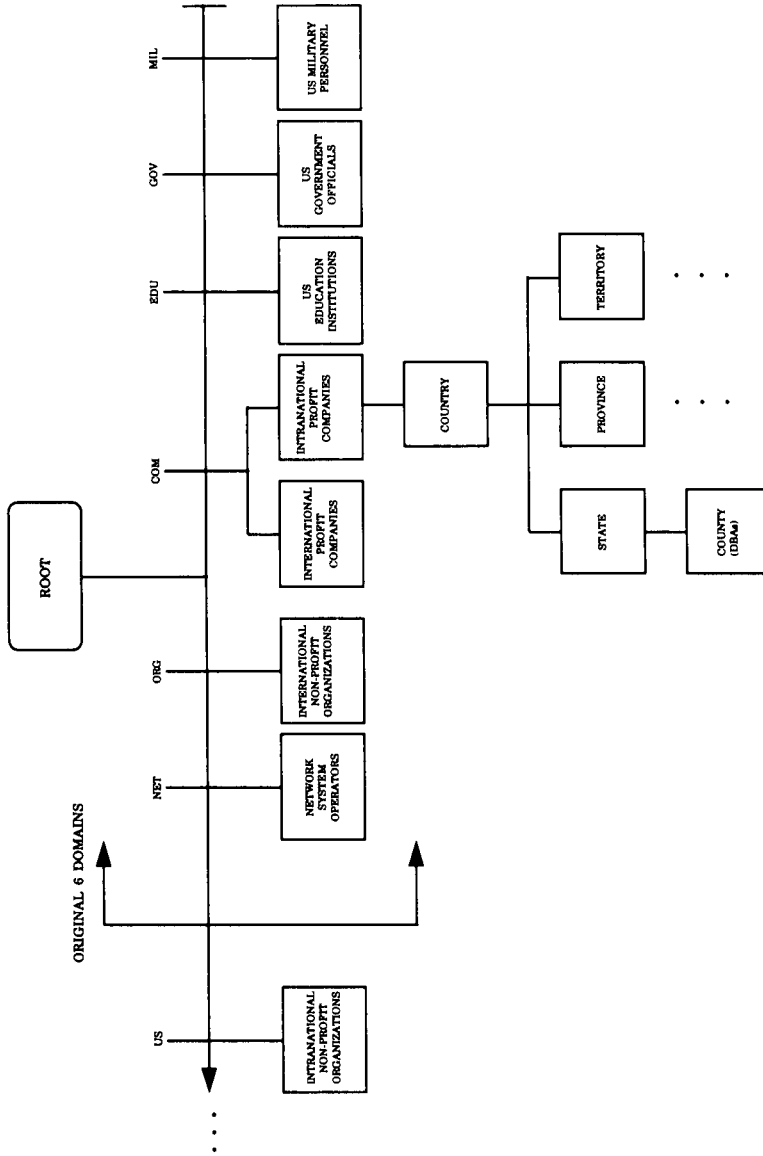 ROOT
ORIGINAL 6 DOMAINS
US
NET
ORG
COM
EDU
GOV
MIL
. . .
INTRANATIONAL
NON-PROFIT
ORGANIZATIONS
NETWORK
SYSTEM
OPERATORS
INTERNATIONAL
NON-PROFIT
ORGANIZATIONS
INTERNATIONAL
PROFIT
COMPANIES
INTRANATIONAL
PROFIT
COMPANIES
US
EDUCATION
INSTITUTIONS
US
GOVERNMENT
OFFICIALS
US MILITARY
PERSONNEL
COUNTRY
STATE
PROVINCE
TERRITORY
COUNTY
(DBAs)
. . .
. . .